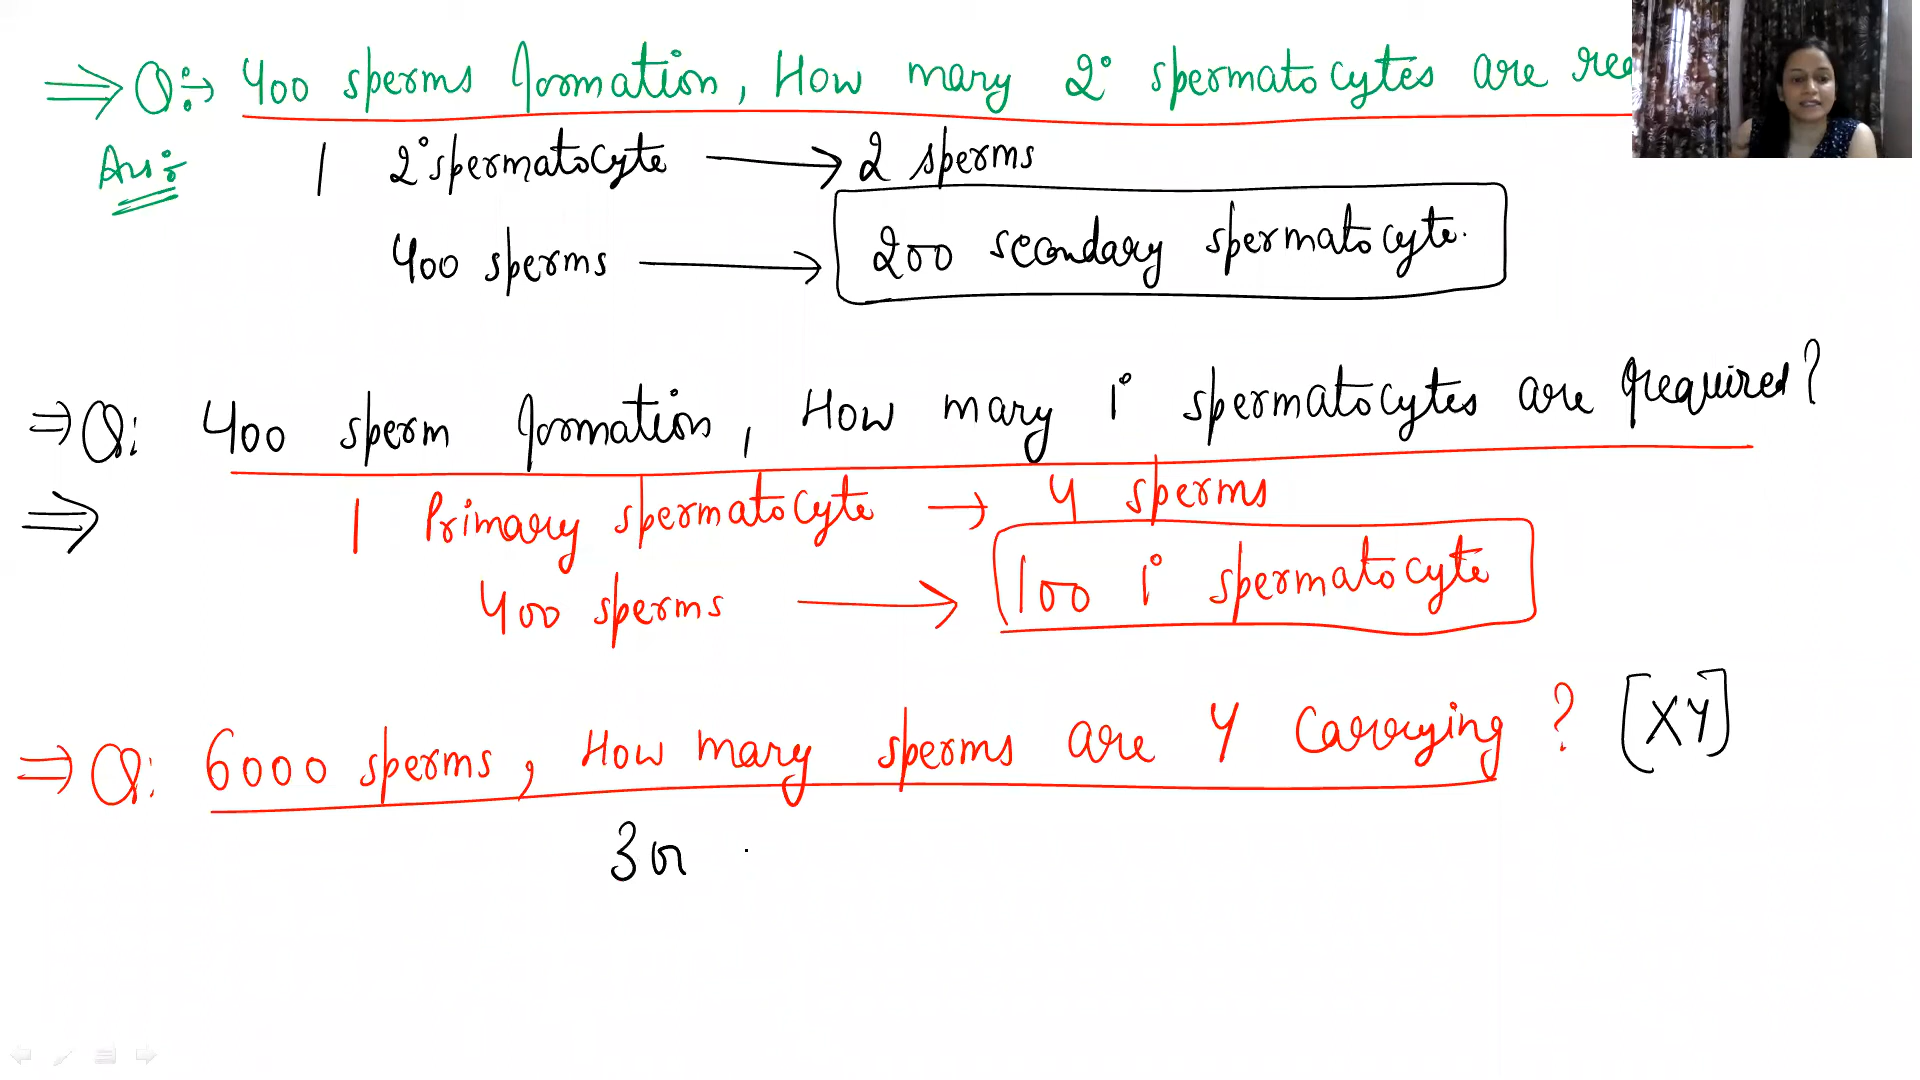 ⇒ Q:→ 400 sperms formation, How many 2° spermatocytes are re
Ans:
1 2° spermatocyte → 2 sperms
400 sperms → 200 secondary spermatocyte.
⇒ Q: 400 sperm formation, How many 1° spermatocytes are required?
⇒ 1 Primary spermatocyte → 4 sperms
400 sperms → 100 1° spermatocyte
⇒ Q: 6000 sperms, How many sperms are Y Carrying ? [XY]
300